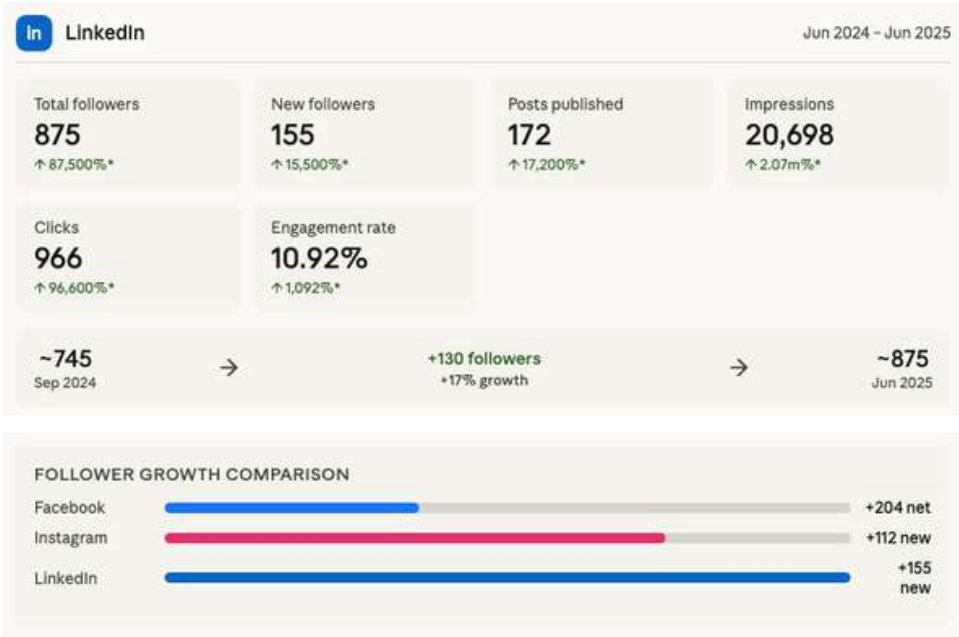 in LinkedIn Jun 2024 – Jun 2025
Total followers New followers Posts published Impressions
875 155 172 20,698
↑ 87,500%* ↑ 15,500%* ↑ 17,200%* ↑ 2.07m%*
Clicks Engagement rate
966 10.92%
↑ 96,600%* ↑ 1,092%*
~745 → +130 followers → ~875
Sep 2024 +17% growth Jun 2025
FOLLOWER GROWTH COMPARISON
Facebook +204 net
Instagram +112 new
LinkedIn +155
new